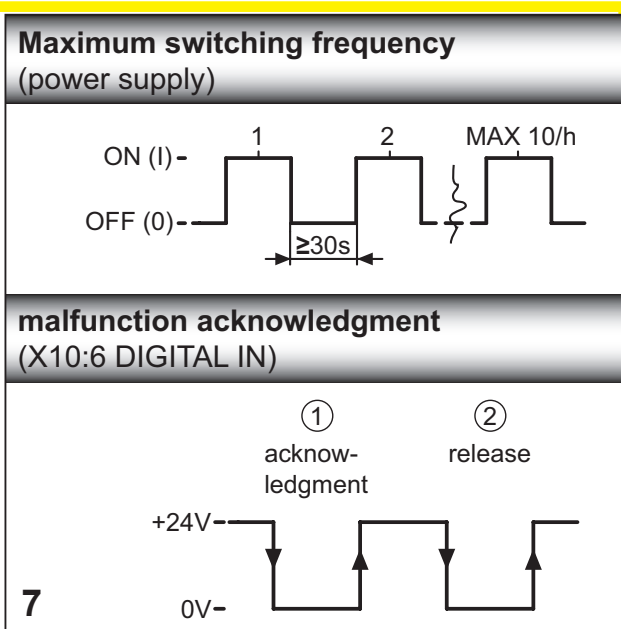 Maximum switching frequency
(power supply)
1 2 MAX 10/h
ON (I)
OFF (0)
≥30s
malfunction acknowledgment
(X10:6 DIGITAL IN)
① ②
acknow- release
ledgment
+24V
7 0V